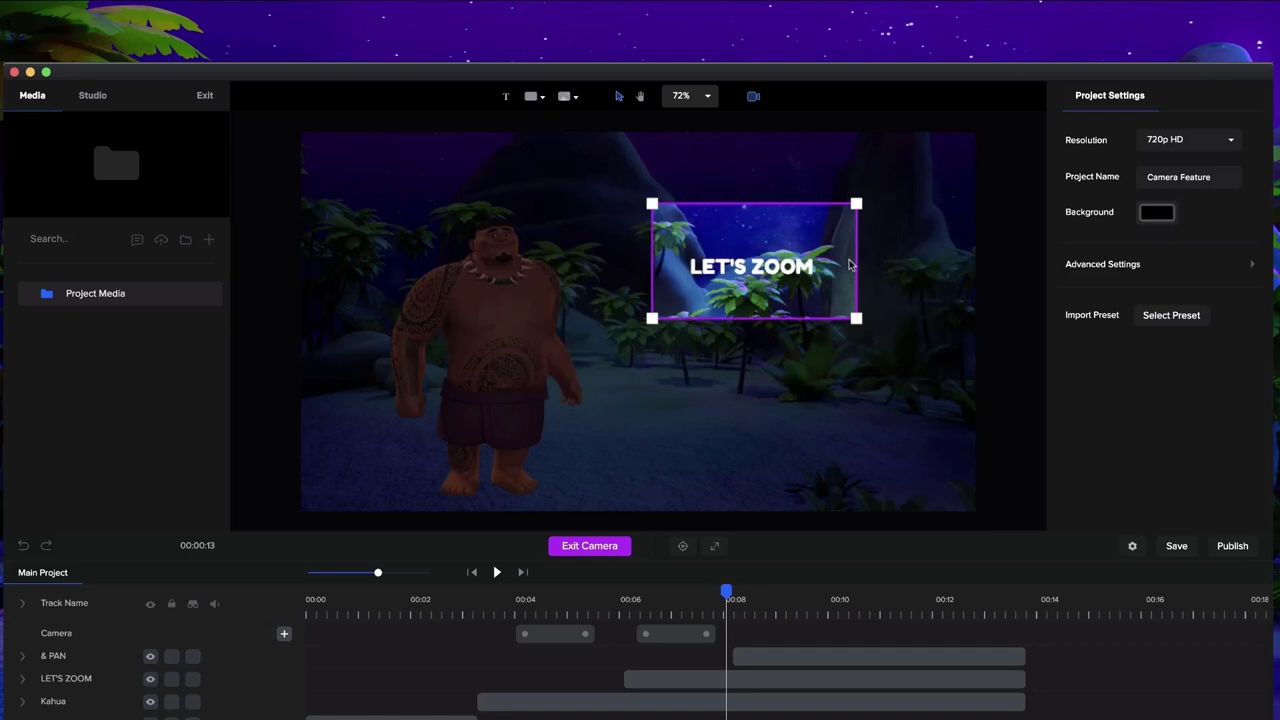 Media Studio Exit
T
72%
Project Settings
Resolution 720p HD
Project Name Camera Feature
Background
Search..
Advanced Settings
LET'S ZOOM
Project Media
Import Preset Select Preset
00:00:13 Exit Camera Save Publish
Main Project
Track Name 00:00 00:02 00:04 00:06 00:08 00:10 00:12 00:14 00:16 00:18
Camera
& PAN
LET'S ZOOM
Kahua